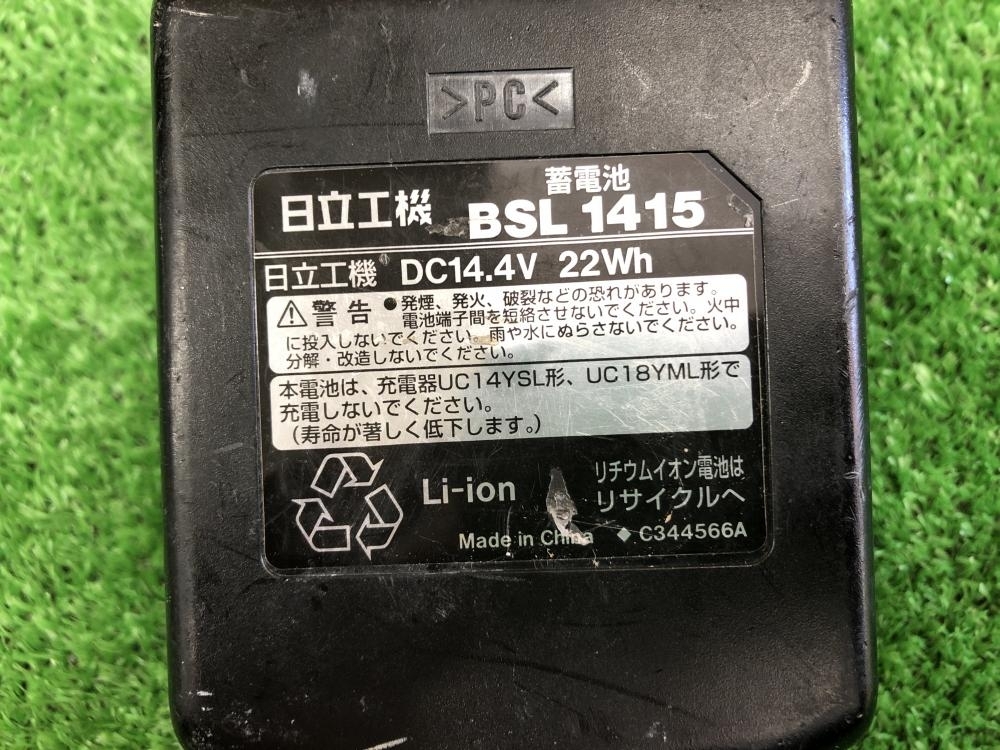 >PC<
蓄電池
日立工機 BSL 1415
日立工機 DC14.4V 22Wh
警告 ●発煙、発火、破裂などの恐れがあります。
電池端子間を短絡させないでください。火中
に投入しないでください。雨や水にぬらさないでください。
分解・改造しないでください。
本電池は、充電器UC14YSL形、UC18YML形で
充電しないでください。
(寿命が著しく低下します。)
Li-ion
リチウムイオン電池は
リサイクルへ
Made in China ◆ C344566A